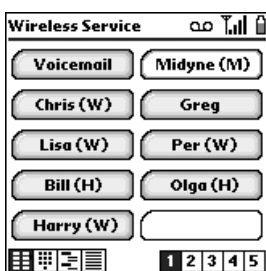 Wireless Service
Voicemail Midyne (M)
Chris (W) Greg
Lisa (W) Per (W)
Bill (H) Olga (H)
Harry (W)
1 2 3 4 5